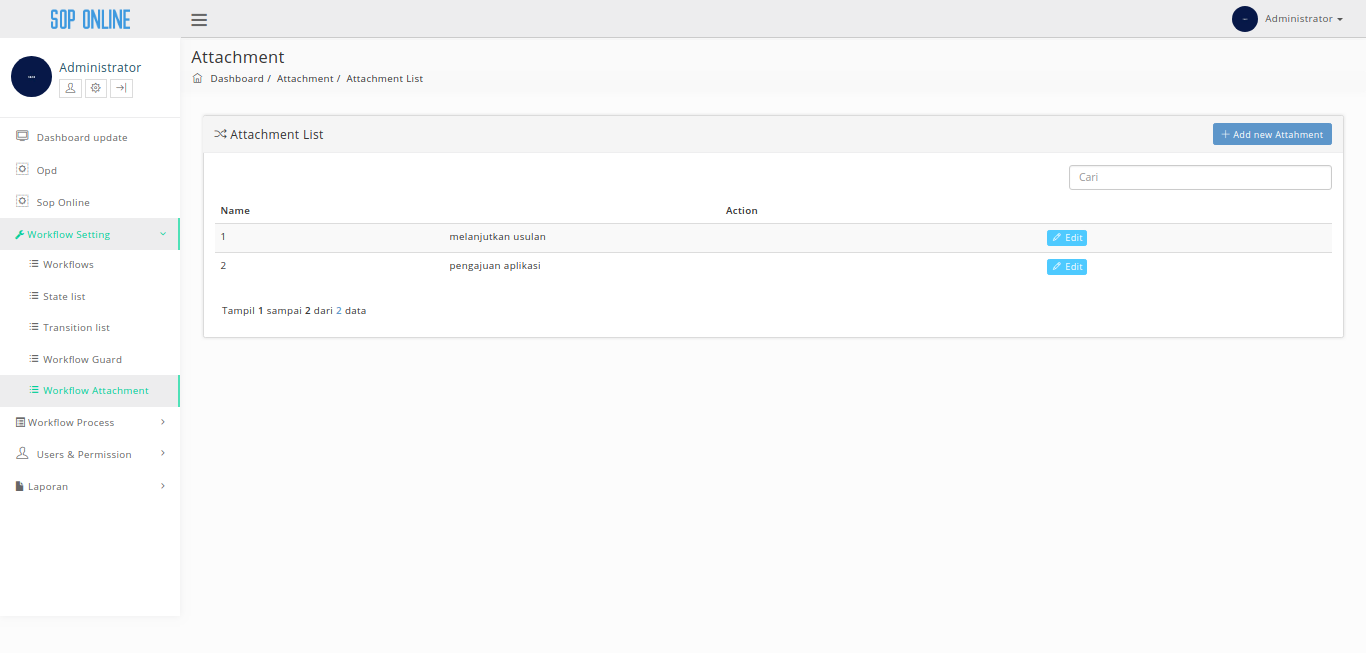 SOP ONLINE
Administrator
Administrator
Attachment
Dashboard / Attachment / Attachment List
Dashboard update
Opd
Sop Online
Workflow Setting
Workflows
State list
Transition list
Workflow Guard
Workflow Attachment
Workflow Process
Users & Permission
Laporan
Attachment List
Add new Attahment
Cari
Name Action
1 melanjutkan usulan Edit
2 pengajuan aplikasi Edit
Tampil 1 sampai 2 dari 2 data